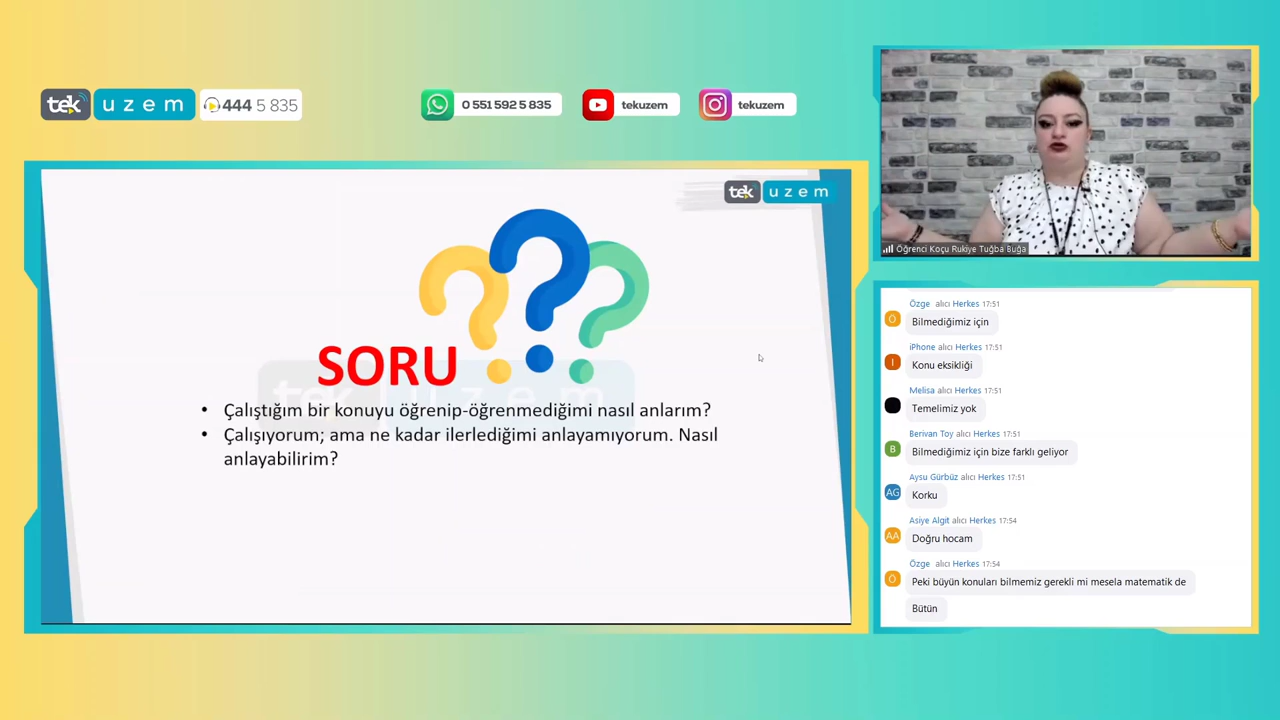 tek uzem 444 5 835
0 551 592 5 835
tekuzem
tekuzem
tek uzem
SORU
tek uzem
• Çalıştığım bir konuyu öğrenip-öğrenmediğimi nasıl anlarım?
• Çalışıyorum; ama ne kadar ilerlediğimi anlayamıyorum. Nasıl
anlayabilirim?
Öğrenci Koçu Rukiye Tuğba Buğa
Özge alıcı Herkes 17:51
Ö
Bilmediğimiz için
iPhone alıcı Herkes 17:51
I
Konu eksikliği
Melisa alıcı Herkes 17:51
Temelimiz yok
Berivan Toy alıcı Herkes 17:51
B
Bilmediğimiz için bize farklı geliyor
Aysu Gürbüz alıcı Herkes 17:51
AG
Korku
Asiye Algit alıcı Herkes 17:54
AA
Doğru hocam
Özge alıcı Herkes 17:54
Ö
Peki büyün konuları bilmemiz gerekli mi mesela matematik de
Bütün